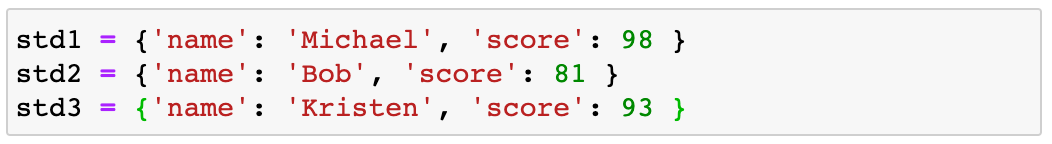 std1 = {'name': 'Michael', 'score': 98 }
std2 = {'name': 'Bob', 'score': 81 }
std3 = {'name': 'Kristen', 'score': 93 }